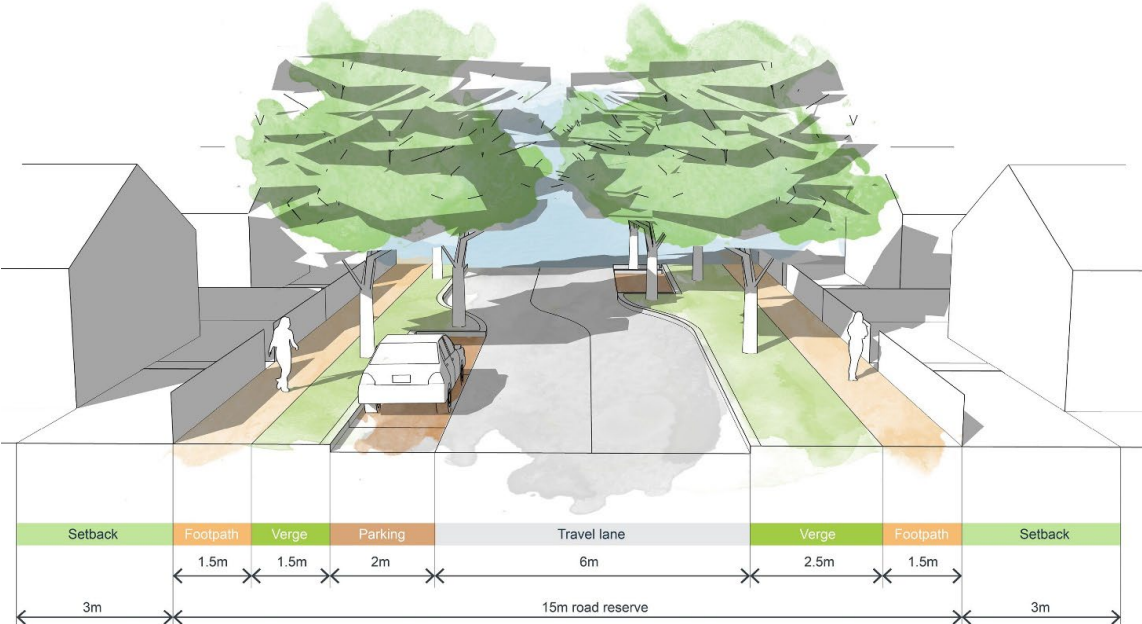 Setback
Footpath
Verge
Parking
Travel lane
Verge
Footpath
Setback
1.5m
1.5m
2m
6m
2.5m
1.5m
3m
15m road reserve
3m